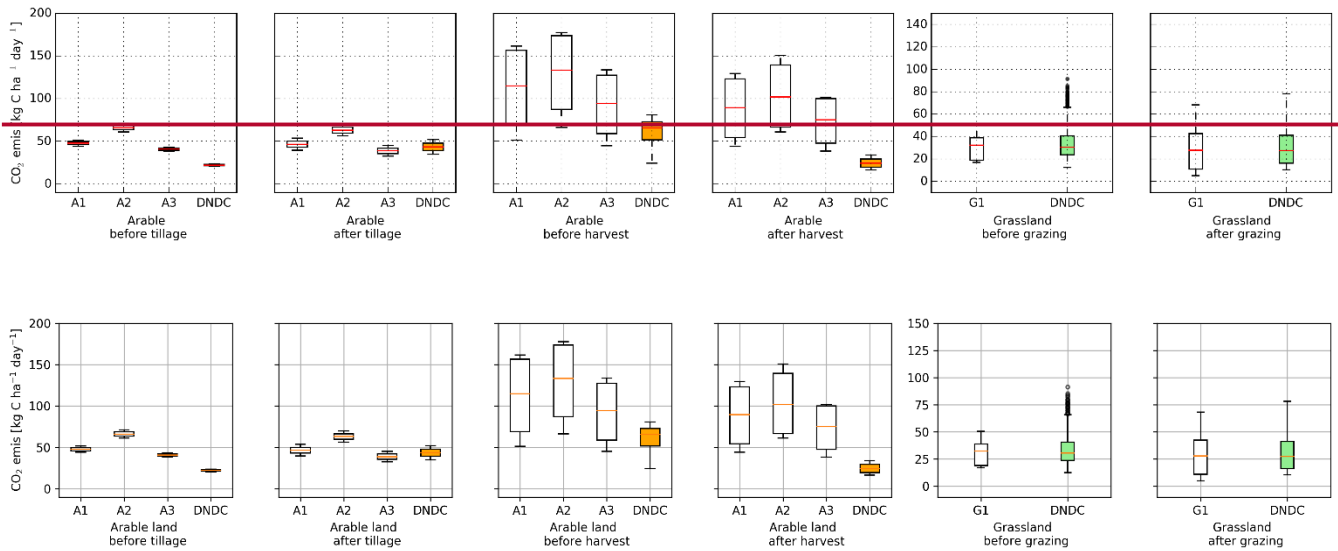 CO₂ emis [kg C ha⁻¹ day⁻¹]
200
150
100
50
0
A1 A2 A3 DNDC
Arable
before tillage
A1 A2 A3 DNDC
Arable
after tillage
A1 A2 A3 DNDC
Arable
before harvest
A1 A2 A3 DNDC
Arable
after harvest
140
120
100
80
60
40
20
0
G1 DNDC
Grassland
before grazing
G1 DNDC
Grassland
after grazing
CO₂ emis [kg C ha⁻¹ day⁻¹]
200
150
100
50
0
A1 A2 A3 DNDC
Arable land
before tillage
A1 A2 A3 DNDC
Arable land
after tillage
A1 A2 A3 DNDC
Arable land
before harvest
A1 A2 A3 DNDC
Arable land
after harvest
150
125
100
75
50
25
0
G1 DNDC
Grassland
before grazing
G1 DNDC
Grassland
after grazing